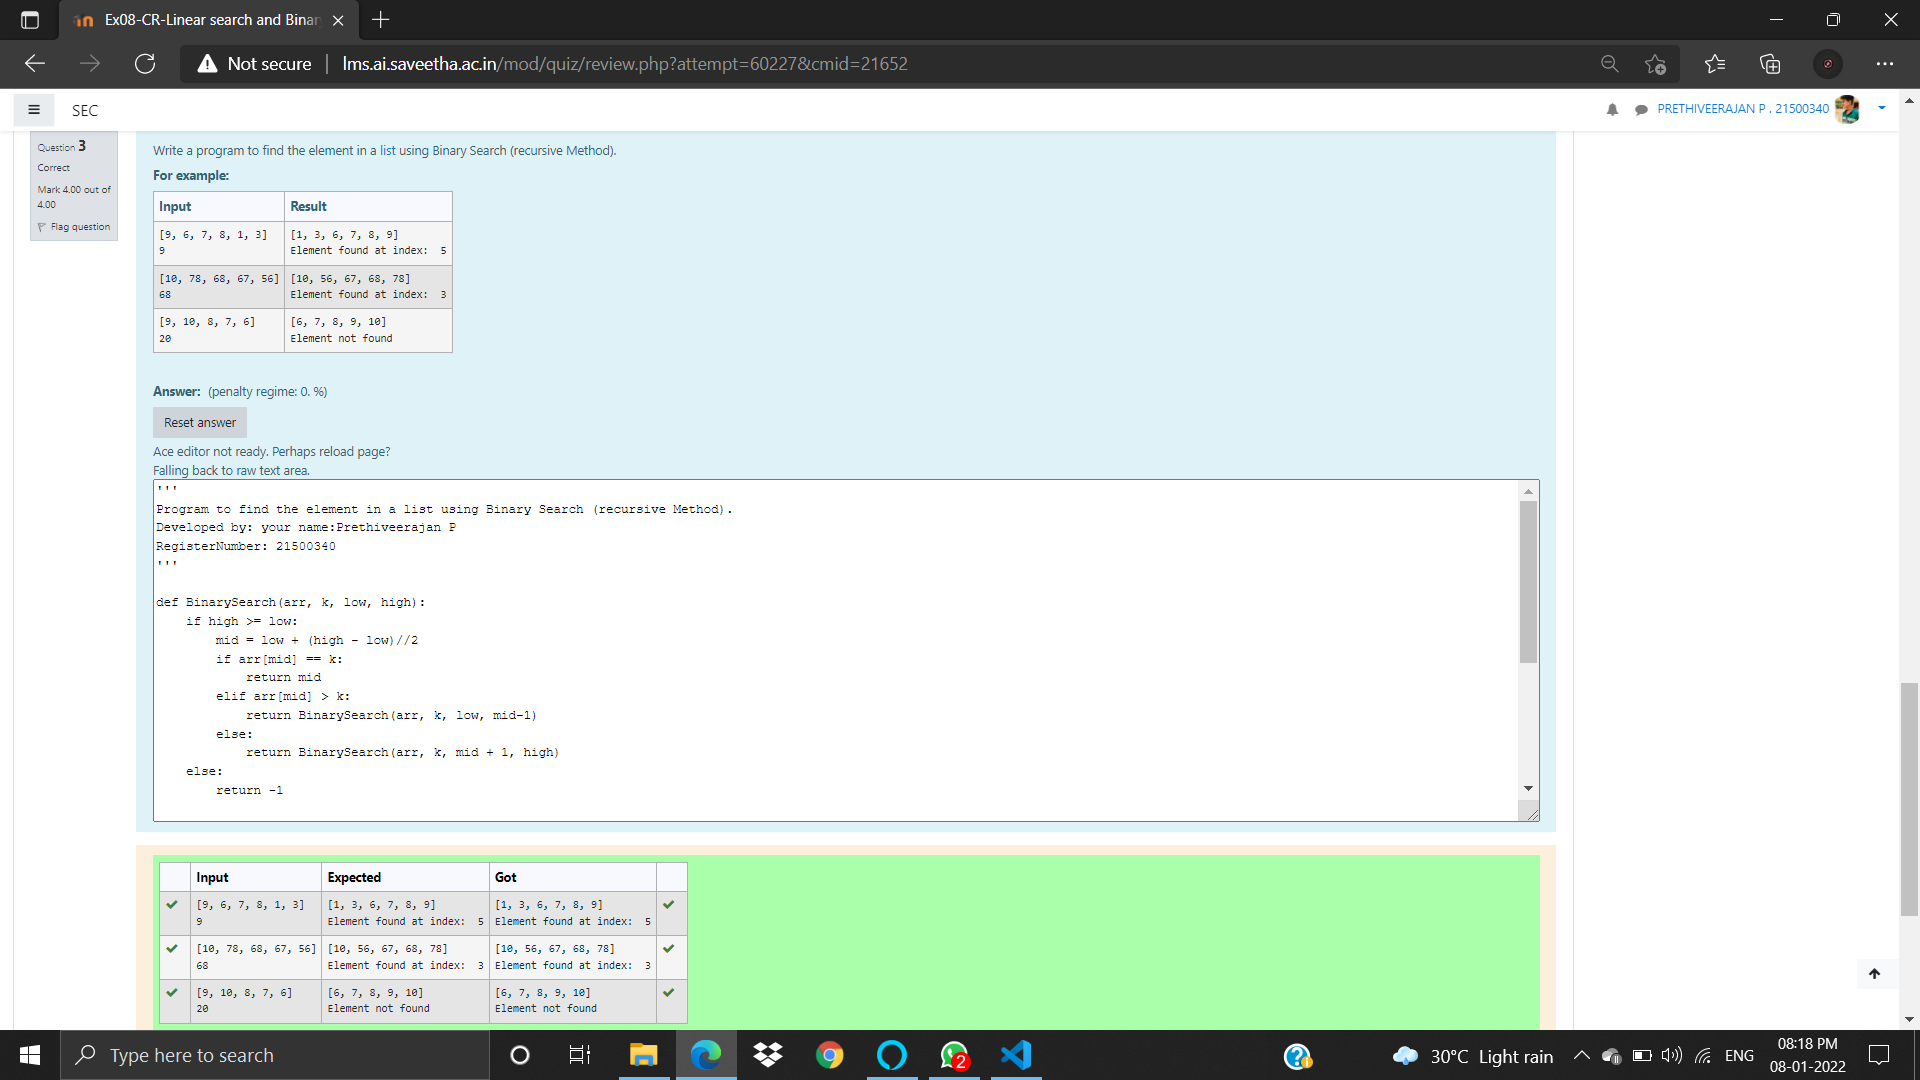 Ex08-CR-Linear search and Binar
Not secure
lms.ai.saveetha.ac.in/mod/quiz/review.php?attempt=60227&cmid=21652
SEC
PRETHIVEERAJAN P . 21500340
Question 3
Correct
Mark 4.00 out of
4.00
Flag question
Write a program to find the element in a list using Binary Search (recursive Method).
For example:
Input Result
[9, 6, 7, 8, 1, 3] [1, 3, 6, 7, 8, 9]
9 Element found at index:  5
[10, 78, 68, 67, 56] [10, 56, 67, 68, 78]
68 Element found at index:  3
[9, 10, 8, 7, 6] [6, 7, 8, 9, 10]
20 Element not found
Answer: (penalty regime: 0. %)
Reset answer
Ace editor not ready. Perhaps reload page?
Falling back to raw text area.
'''
Program to find the element in a list using Binary Search (recursive Method).
Developed by: your name:Prethiveerajan P
RegisterNumber: 21500340
'''
def BinarySearch(arr, k, low, high):
    if high >= low:
        mid = low + (high - low)//2
        if arr[mid] == k:
            return mid
        elif arr[mid] > k:
            return BinarySearch(arr, k, low, mid-1)
        else:
            return BinarySearch(arr, k, mid + 1, high)
    else:
        return -1
Input Expected Got
[9, 6, 7, 8, 1, 3] [1, 3, 6, 7, 8, 9] [1, 3, 6, 7, 8, 9]
9 Element found at index:  5 Element found at index:  5
[10, 78, 68, 67, 56] [10, 56, 67, 68, 78] [10, 56, 67, 68, 78]
68 Element found at index:  3 Element found at index:  3
[9, 10, 8, 7, 6] [6, 7, 8, 9, 10] [6, 7, 8, 9, 10]
20 Element not found Element not found
Type here to search
2
30°C Light rain
ENG
08:18 PM
08-01-2022